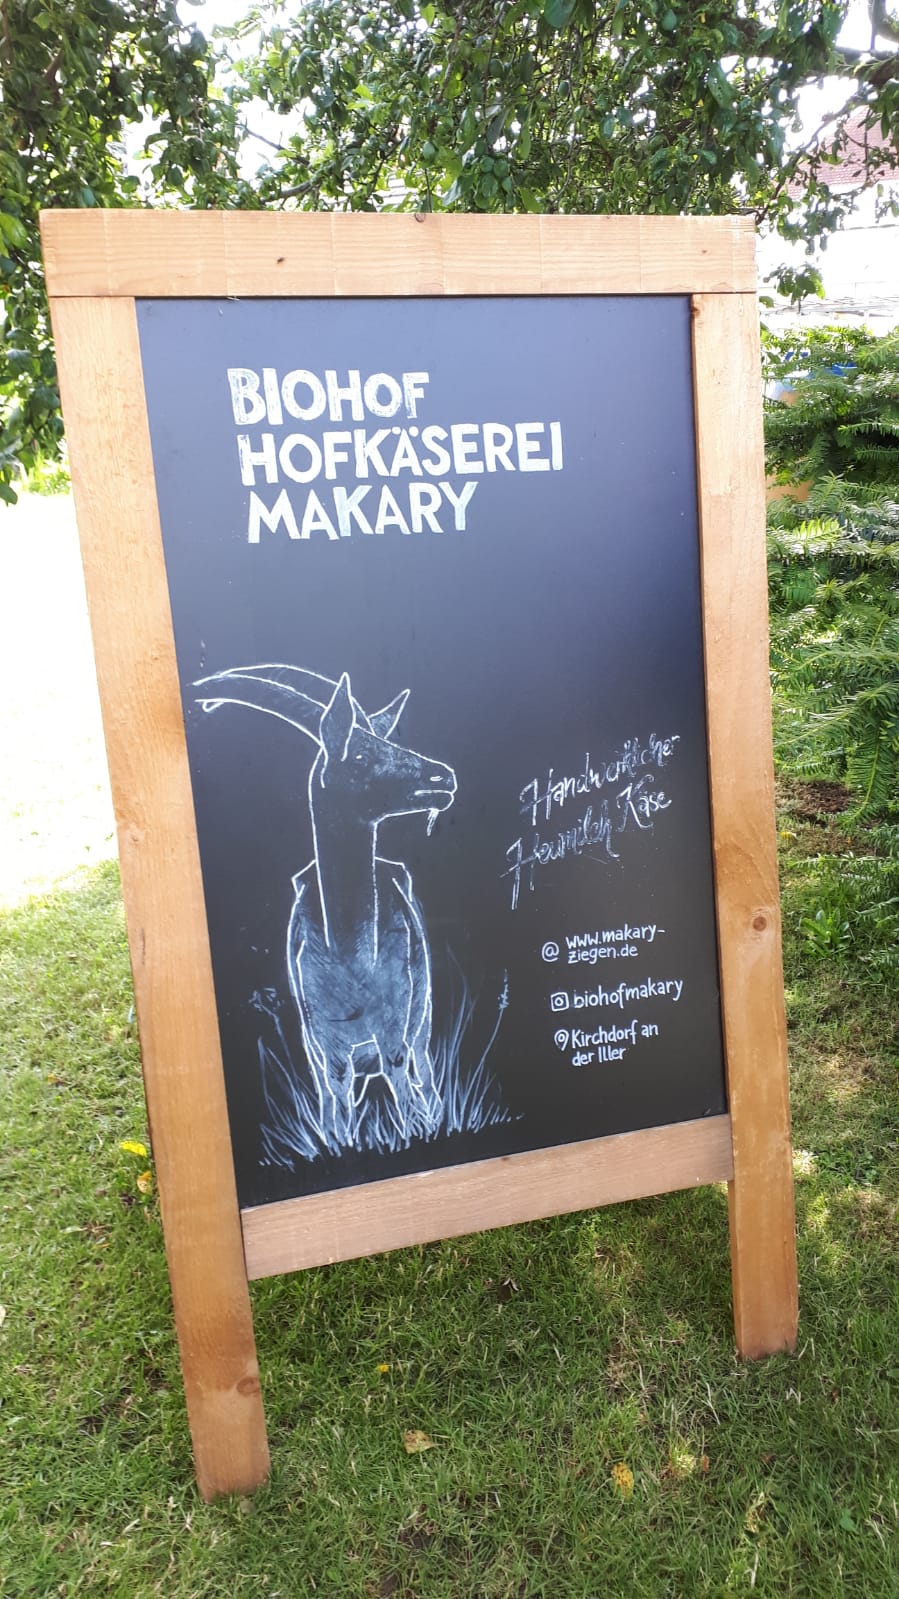 BIOHOF
HOFKÄSEREI
MAKARY
Handwerklicher
Heumilch Käse
@ www.makary-
ziegen.de
biohofmakary
Kirchdorf an
der Iller